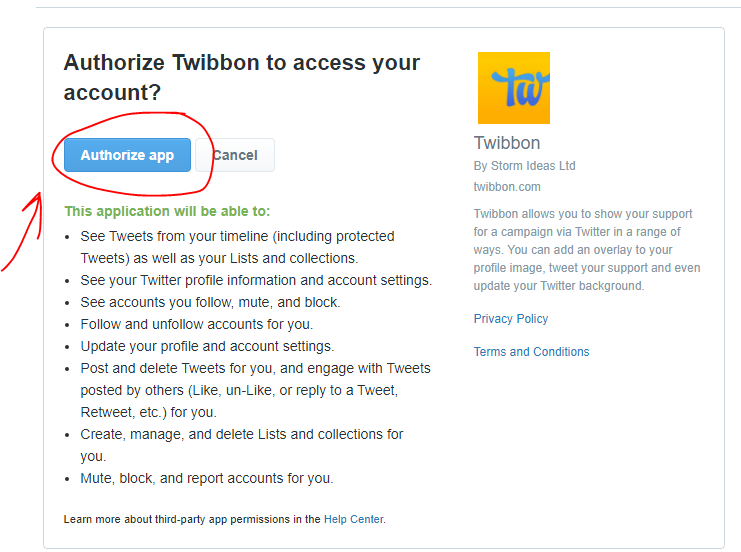 Authorize Twibbon to access your
account?
Authorize app
Cancel
This application will be able to:
• See Tweets from your timeline (including protected
Tweets) as well as your Lists and collections.
• See your Twitter profile information and account settings.
• See accounts you follow, mute, and block.
• Follow and unfollow accounts for you.
• Update your profile and account settings.
• Post and delete Tweets for you, and engage with Tweets
posted by others (Like, un-Like, or reply to a Tweet,
Retweet, etc.) for you.
• Create, manage, and delete Lists and collections for
you.
• Mute, block, and report accounts for you.
Learn more about third-party app permissions in the Help Center.
tw
Twibbon
By Storm Ideas Ltd
twibbon.com
Twibbon allows you to show your support
for a campaign via Twitter in a range of
ways. You can add an overlay to your
profile image, tweet your support and even
update your Twitter background.
Privacy Policy
Terms and Conditions